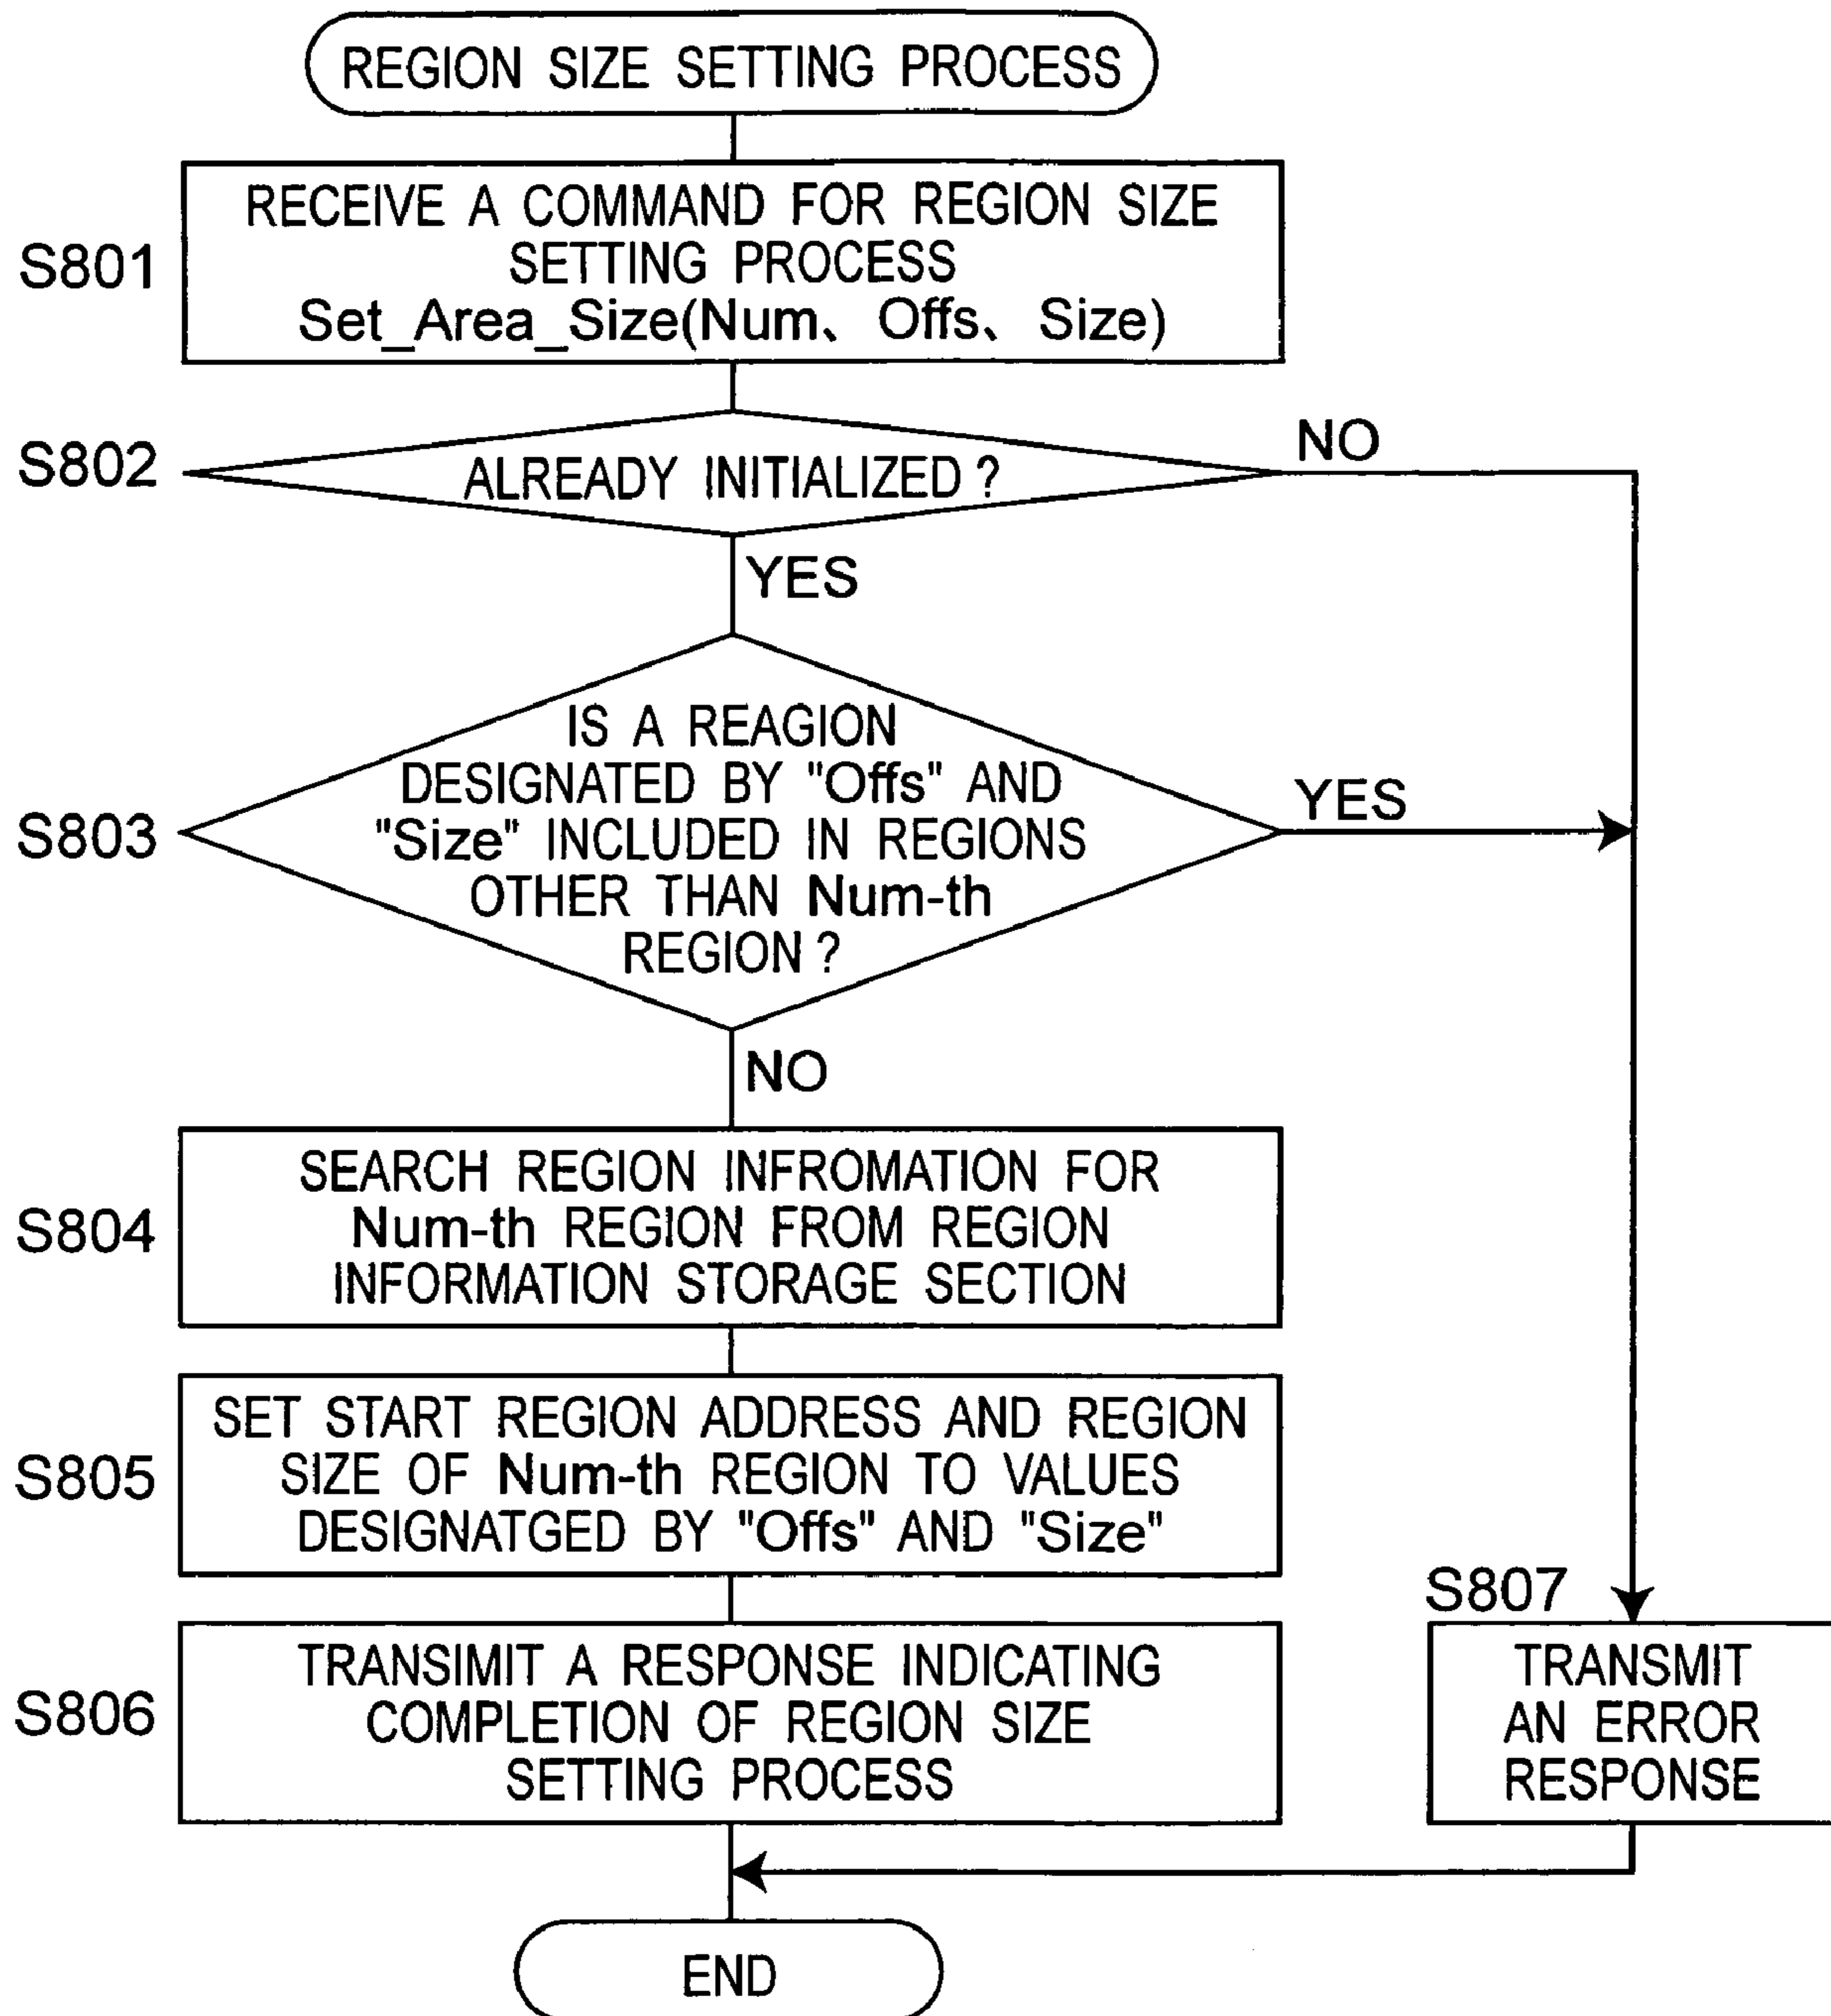 REGION SIZE SETTING PROCESS
S801
RECEIVE A COMMAND FOR REGION SIZE
SETTING PROCESS
Set_Area_Size(Num、Offs、Size)
S802
ALREADY INITIALIZED ?
NO
YES
S803
IS A REAGION
DESIGNATED BY "Offs" AND
"Size" INCLUDED IN REGIONS
OTHER THAN Num-th
REGION ?
YES
NO
S804
SEARCH REGION INFROMATION FOR
Num-th REGION FROM REGION
INFORMATION STORAGE SECTION
S805
SET START REGION ADDRESS AND REGION
SIZE OF Num-th REGION TO VALUES
DESIGNATGED BY "Offs" AND "Size"
S806
TRANSIMIT A RESPONSE INDICATING
COMPLETION OF REGION SIZE
SETTING PROCESS
S807
TRANSMIT
AN ERROR
RESPONSE
END